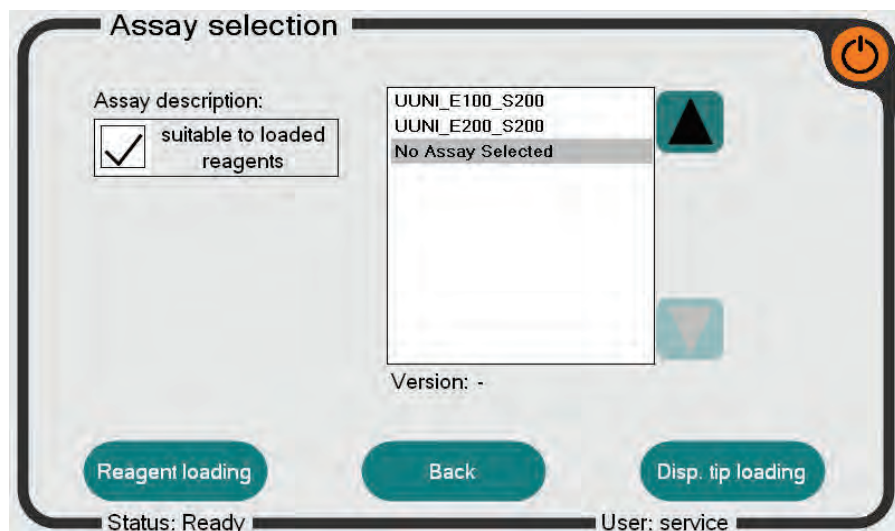 Assay selection
Assay description:
suitable to loaded
reagents
UUNI_E100_S200
UUNI_E200_S200
No Assay Selected
Version: -
Reagent loading
Back
Disp. tip loading
Status: Ready
User: service